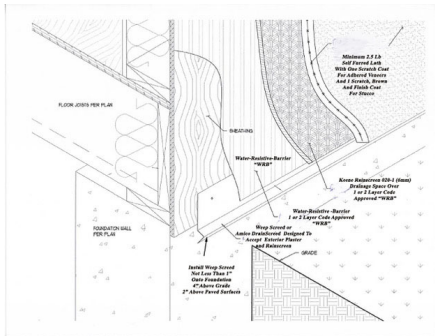 Minimum 2.5 Lb
Self Furred Lath
With One Scratch Coat
For Adhered Veneers
And 1 Scratch, Brown
And Finish Coat
For Stucco
FLOOR JOISTS PER PLAN
SHEATHING
Water-Resistive-Barrier
"WRB"
Keene Rainscreen 020-1 (6mm)
Drainage Space Over
1 or 2 Layer Code
Approved "WRB"
Water-Resistive -Barrier
1 or 2 Layer Code Approved
"WRB"
FOUNDATION WALL
PER PLAN
Weep Screed or
Amico DrainScreed Designed To
Accept Exterior Plaster
and Rainscreen
GRADE
Install Weep Screed
Not Less Than 1"
Onto Foundation
4" Above Grade
2" Above Paved Surfaces